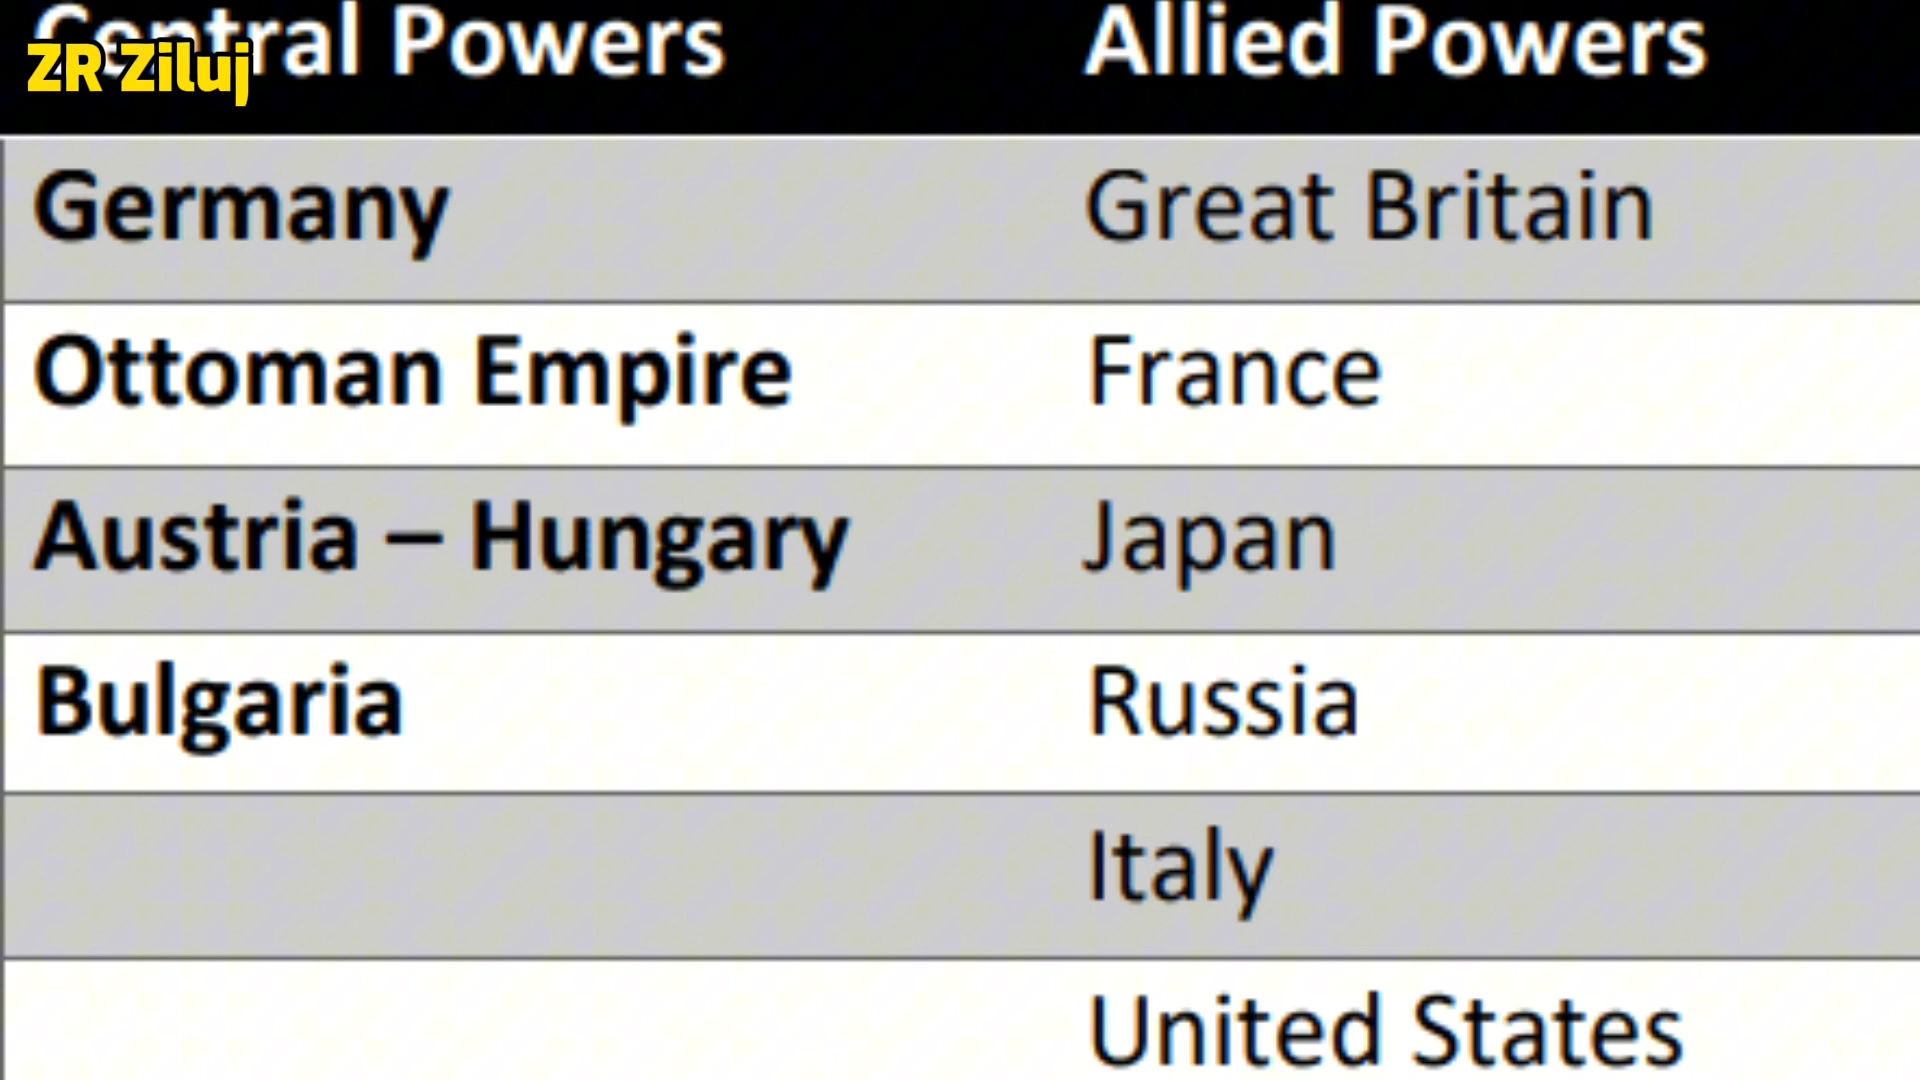 Central Powers Allied Powers
ZR Ziluj
Germany Great Britain
Ottoman Empire France
Austria – Hungary Japan
Bulgaria Russia
Italy
United States